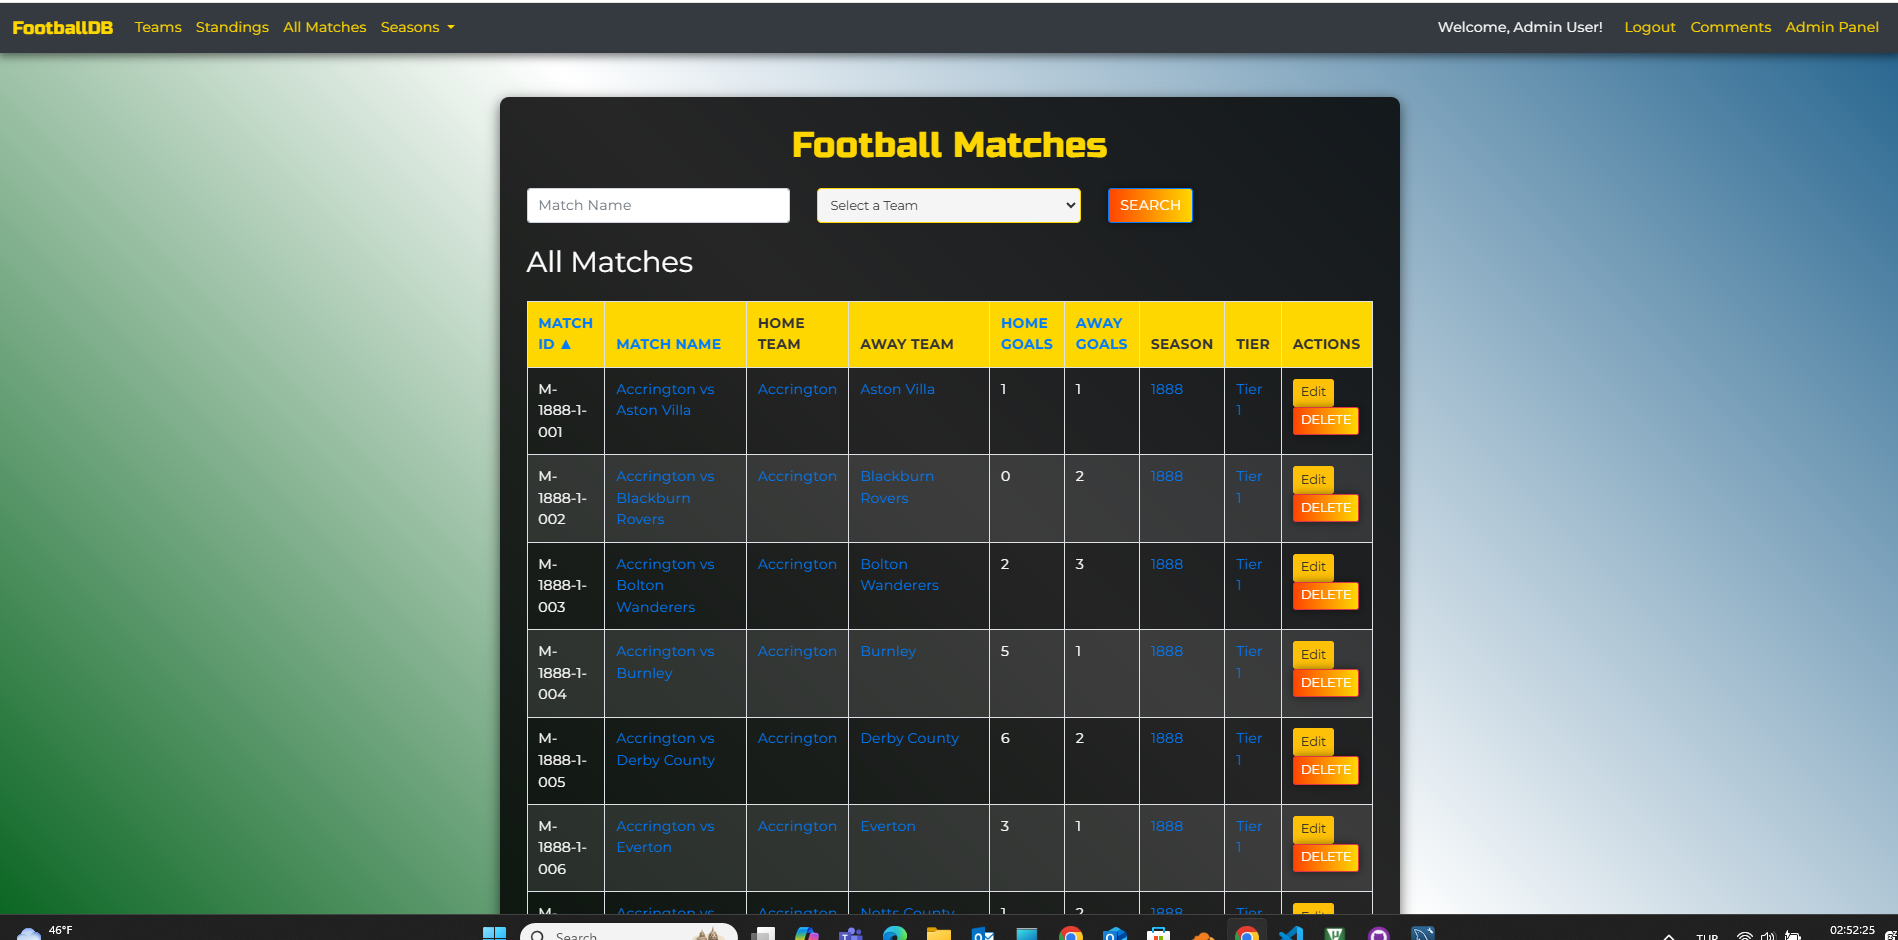 FootballDB Teams Standings All Matches Seasons Welcome, Admin User! Logout Comments Admin Panel
Football Matches
Match Name Select a Team SEARCH
All Matches
MATCH ID ▲ MATCH NAME HOME TEAM AWAY TEAM HOME GOALS AWAY GOALS SEASON TIER ACTIONS
M-1888-1-001 Accrington vs Aston Villa Accrington Aston Villa 1 1 1888 Tier 1 Edit DELETE
M-1888-1-002 Accrington vs Blackburn Rovers Accrington Blackburn Rovers 0 2 1888 Tier 1 Edit DELETE
M-1888-1-003 Accrington vs Bolton Wanderers Accrington Bolton Wanderers 2 3 1888 Tier 1 Edit DELETE
M-1888-1-004 Accrington vs Burnley Accrington Burnley 5 1 1888 Tier 1 Edit DELETE
M-1888-1-005 Accrington vs Derby County Accrington Derby County 6 2 1888 Tier 1 Edit DELETE
M-1888-1-006 Accrington vs Everton Accrington Everton 3 1 1888 Tier 1 Edit DELETE
M- Accrington vs Accrington Notts County 1 2 1888 Tier Edit
46°F Search TUR 02:52:25